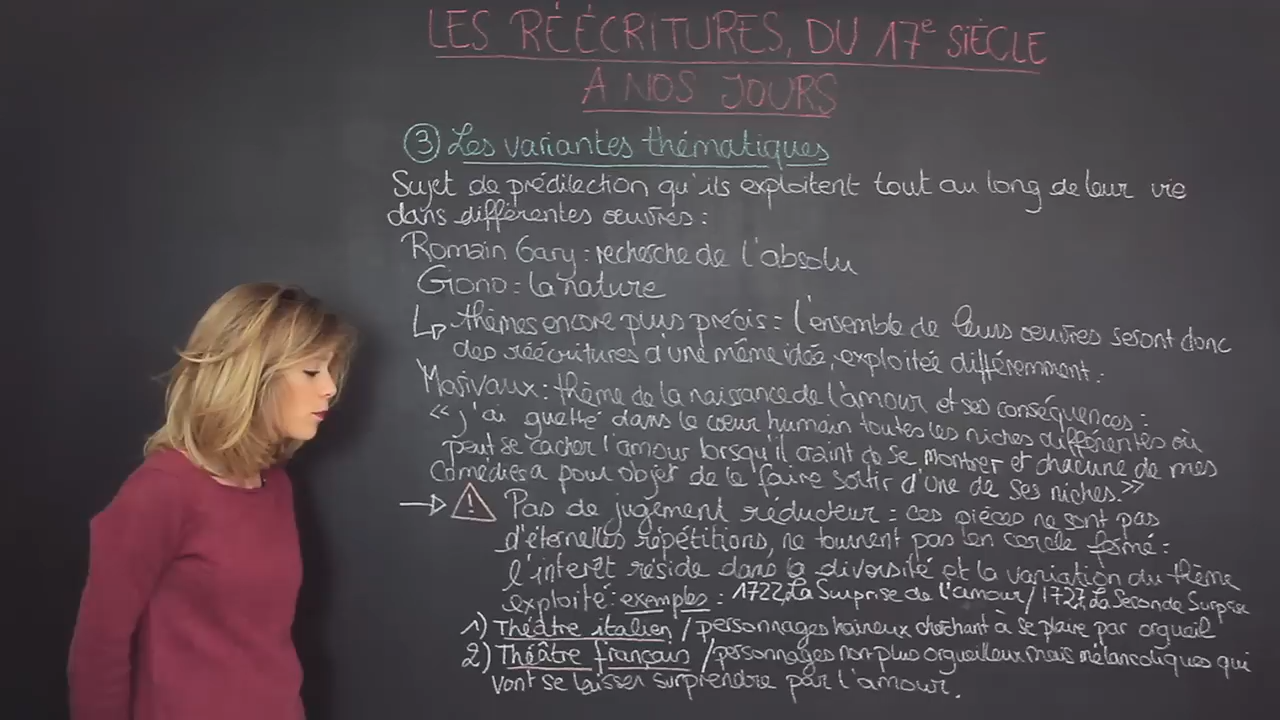 LES RÉÉCRITURES, DU 17e SIÈCLE
A NOS JOURS
③ Les variantes thématiques
Sujet de prédilection qu'ils exploitent tout au long de leur vie
dans différentes œuvres :
Romain Gary : recherche de l'absolu
Giono : la nature
↳ thèmes encore plus précis : l'ensemble de leurs œuvres seront donc
des réécritures d'une même idée, exploitée différemment :
Marivaux : thème de la naissance de l'amour et ses conséquences :
« J'ai guetté dans le cœur humain toutes les niches différentes où
peut se cacher l'amour lorsqu'il craint de se montrer et chacune de mes
comédies a pour objet de le faire sortir d'une de ses niches. »
→ ⚠ Pas de jugement réducteur : ces pièces ne sont pas
d'éternelles répétitions, ne tournent pas en cercle fermé :
l'interêt réside dans la diversité et la variation du thème
exploité : exemples : 1722, La Surprise de l'amour / 1727, La Seconde Surprise
1) Théâtre italien / personnages haineux cherchant à se plaire par orgueil
2) Théâtre français / personnages non plus orgueilleux mais mélancoliques qui
vont se laisser surprendre par l'amour.